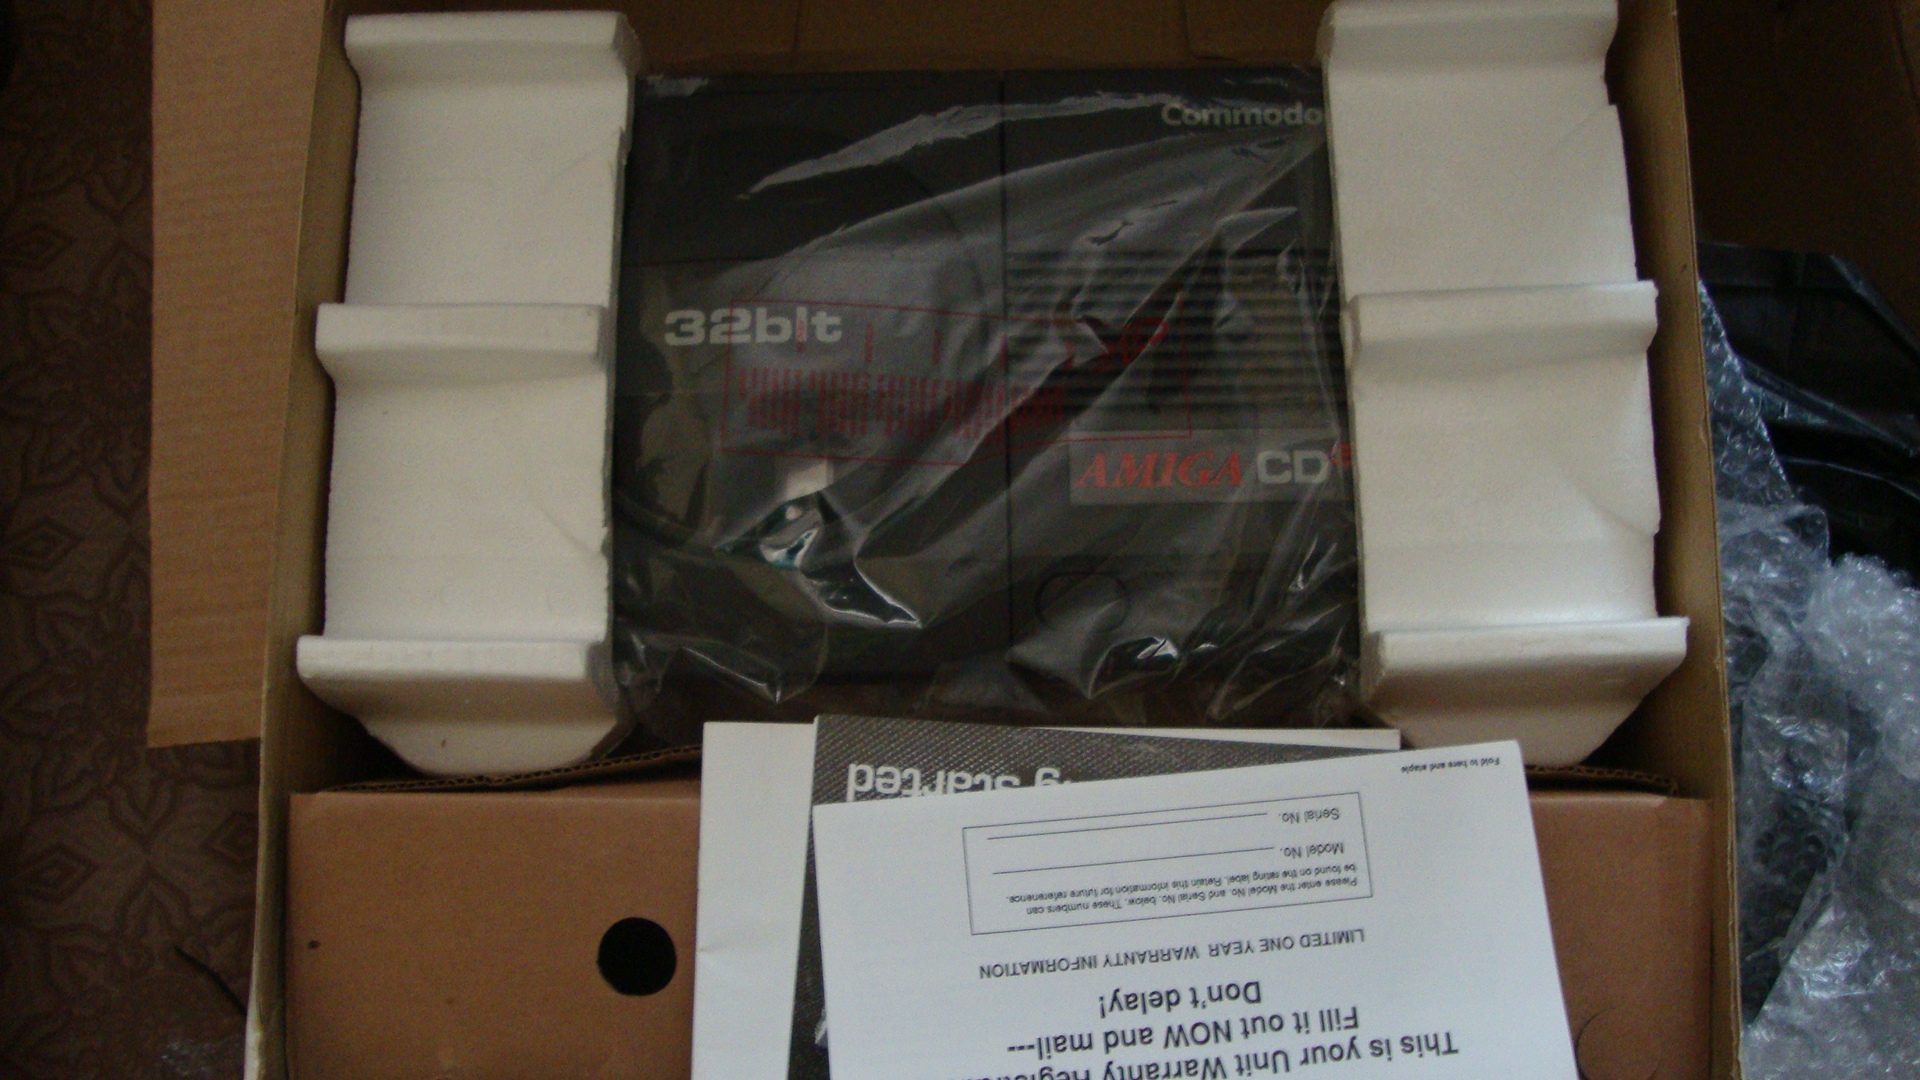 Commodo
32bit
AMIGA CD
g started
This is your Unit Warranty
Fill it out NOW and mail---
Don't delay!
LIMITED ONE YEAR WARRANTY INFORMATION
Please enter the Model No. and Serial No. below. These numbers can
be found on the rating label. Retain this information for future referenence.
Model No.
Serial No.
Fold to here and staple